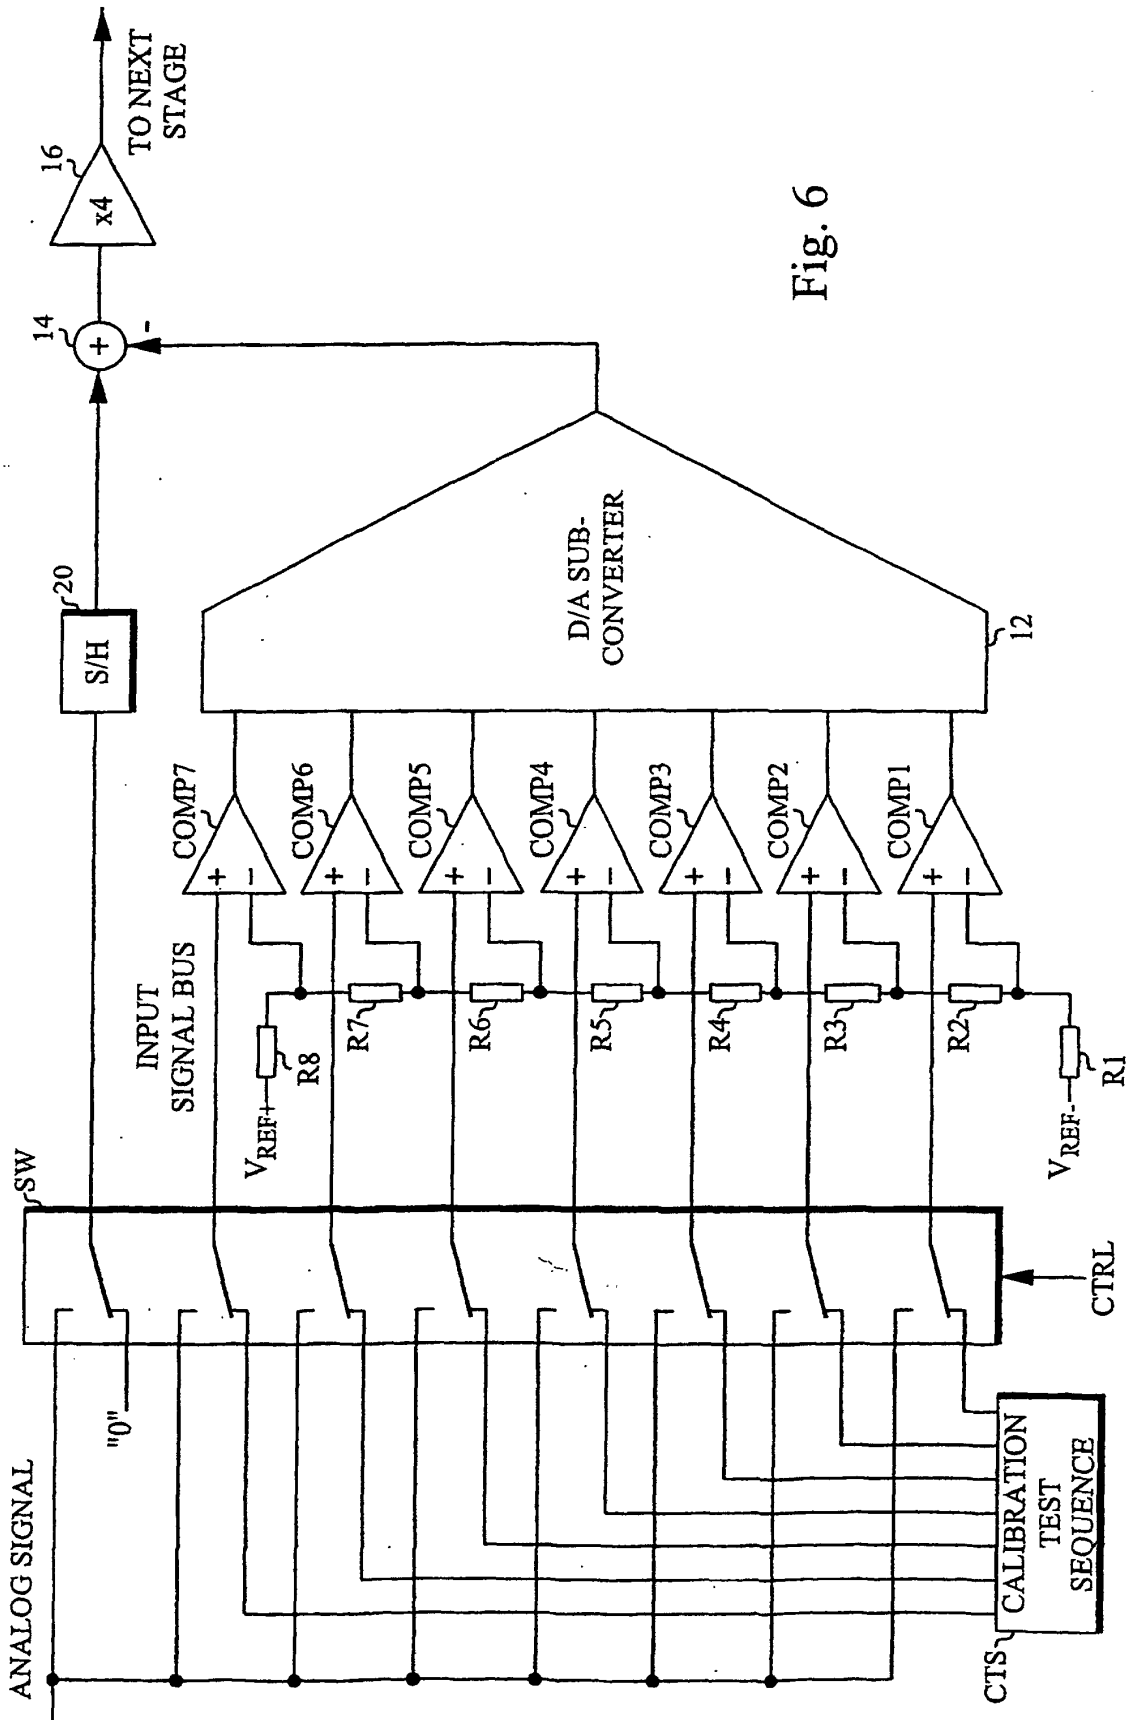 ANALOG SIGNAL
"0"
SW
S/H
20
14
+
-
16
x4
TO NEXT
STAGE
INPUT
SIGNAL BUS
VREF+
R8
R7
R6
R5
R4
R3
R2
R1
VREF-
COMP7
+
−
COMP6
+
−
COMP5
+
−
COMP4
+
−
COMP3
+
−
COMP2
+
−
COMP1
+
−
D/A SUB-
CONVERTER
12
CTS
CALIBRATION
TEST
SEQUENCE
CTRL
Fig. 6